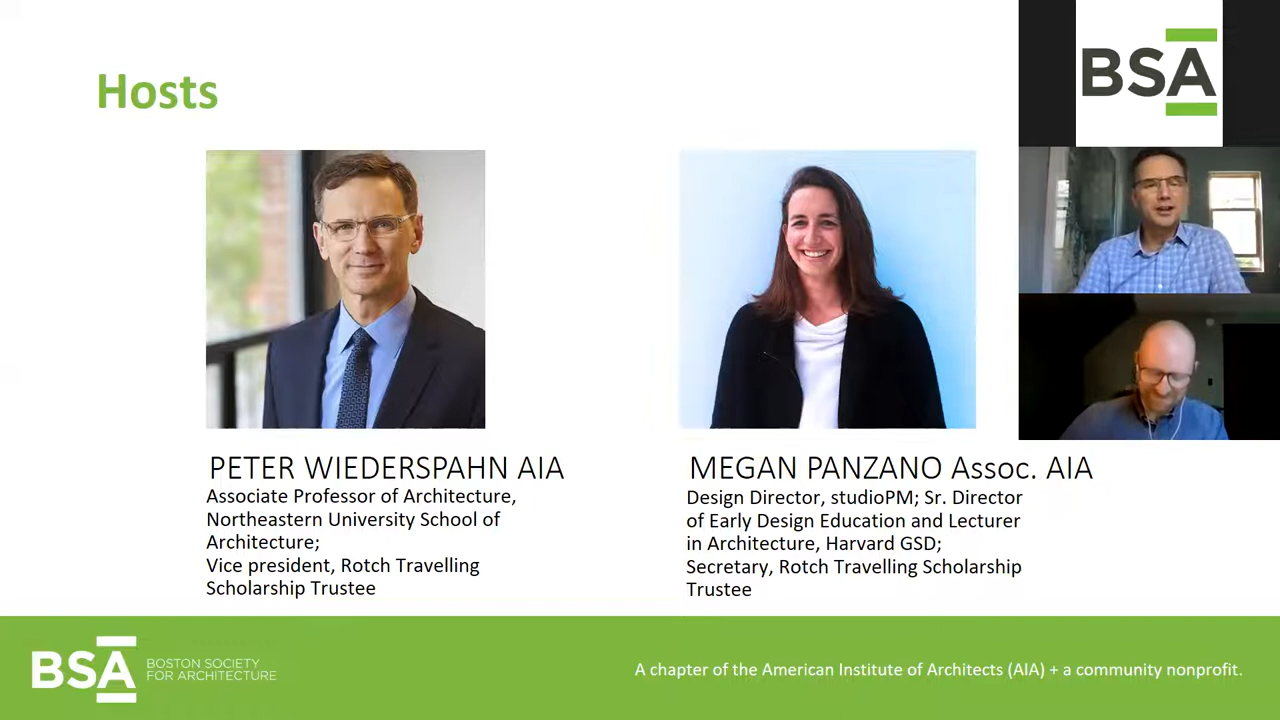 Hosts
BSA
PETER WIEDERSPAHN AIA
Associate Professor of Architecture,
Northeastern University School of
Architecture;
Vice president, Rotch Travelling
Scholarship Trustee
MEGAN PANZANO Assoc. AIA
Design Director, studioPM; Sr. Director
of Early Design Education and Lecturer
in Architecture, Harvard GSD;
Secretary, Rotch Travelling Scholarship
Trustee
BSA
BOSTON SOCIETY
FOR ARCHITECTURE
A chapter of the American Institute of Architects (AIA) + a community nonprofit.